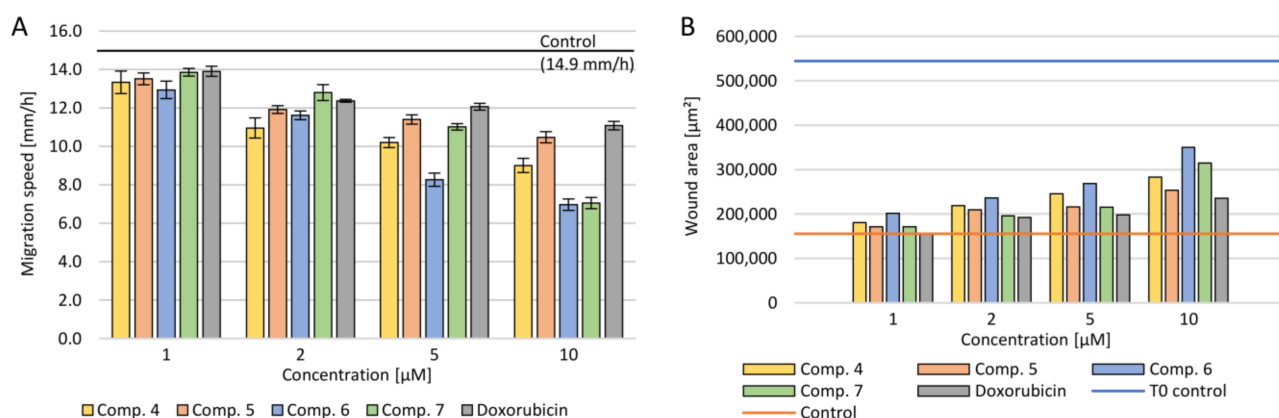 A
16.0
14.0
12.0
10.0
8.0
6.0
4.0
2.0
0.0
Migration speed [mm/h]
Control
(14.9 mm/h)
1 2 5 10
Concentration [µM]
Comp. 4 Comp. 5 Comp. 6 Comp. 7 Doxorubicin
B
600,000
500,000
400,000
300,000
200,000
100,000
0
Wound area [µm²]
1 2 5 10
Concentration [µM]
Comp. 4 Comp. 5 Comp. 6
Comp. 7 Doxorubicin T0 control
Control